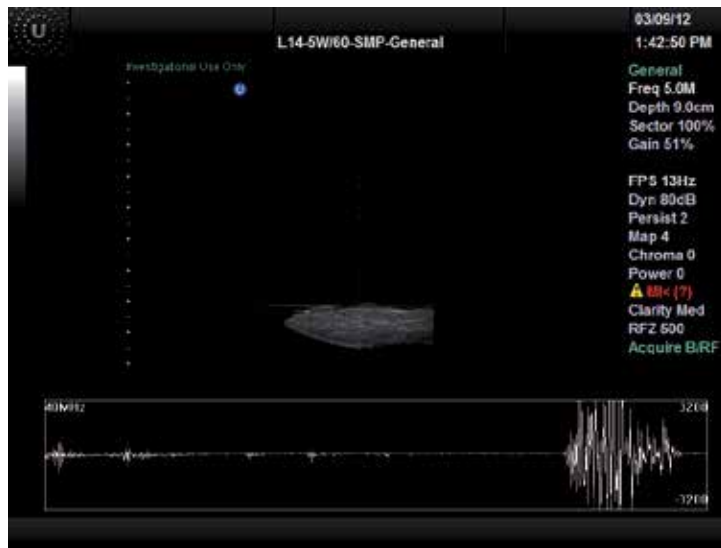 U
03/09/12
L14-5W/60-SMP-General
1:42:50 PM
Investigational Use Only
General
Freq 5.0M
Depth 9.0cm
Sector 100%
Gain 51%
FPS 13Hz
Dyn 80dB
Persist 2
Map 4
Chroma 0
Power 0
MI< (?)
Clarity Med
RFZ 500
Acquire B/RF
40MHz
3200
-3200